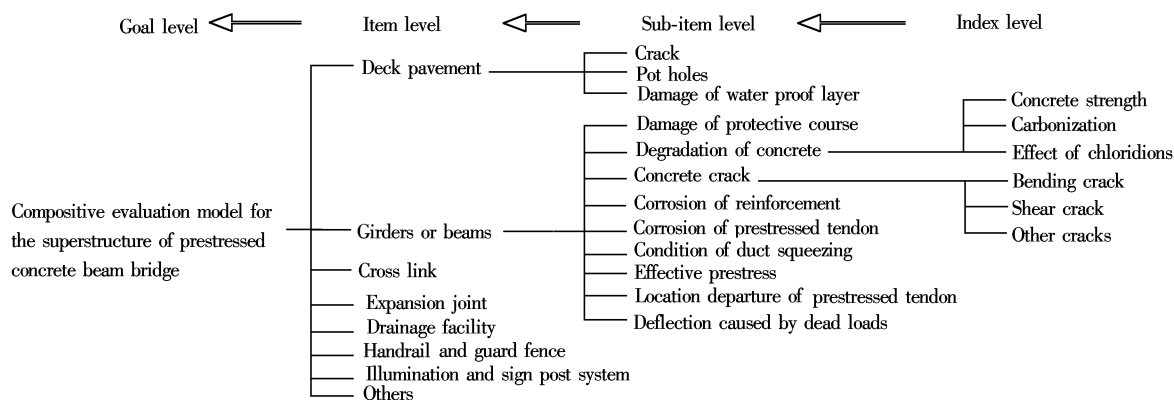 Goal level
Item level
Sub-item level
Index level
Deck pavement
Crack
Pot holes
Damage of water proof layer
Damage of protective course
Degradation of concrete
Concrete crack
Corrosion of reinforcement
Corrosion of prestressed tendon
Condition of duct squeezing
Effective prestress
Location departure of prestressed tendon
Deflection caused by dead loads
Concrete strength
Carbonization
Effect of chloridions
Bending crack
Shear crack
Other cracks
Compositive evaluation model for
the superstructure of prestressed
concrete beam bridge
Girders or beams
Cross link
Expansion joint
Drainage facility
Handrail and guard fence
Illumination and sign post system
Others